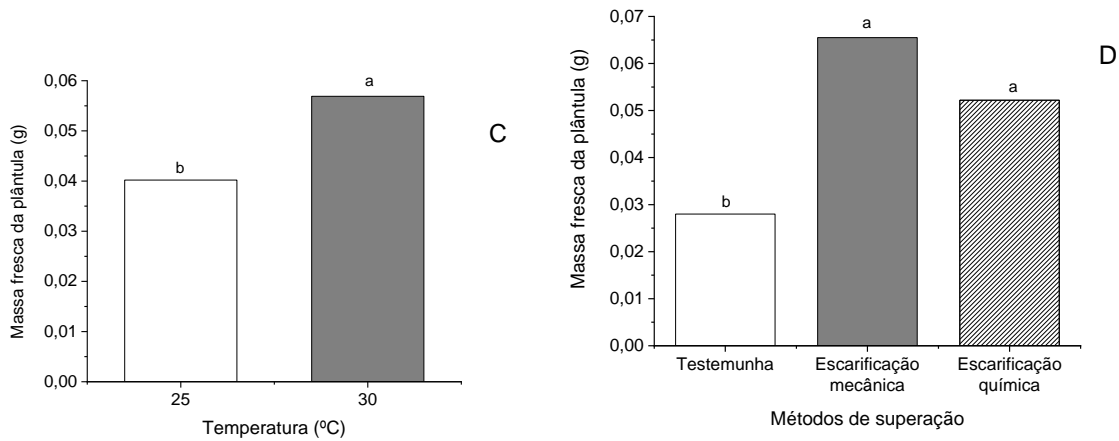 Massa fresca da plântula (g)
0,06
0,05
0,04
0,03
0,02
0,01
0,00
b
a
25
30
Temperatura (ºC)
C
Massa fresca da plântula (g)
0,07
0,06
0,05
0,04
0,03
0,02
0,01
0,00
b
a
a
Testemunha
Escarificação
mecânica
Escarificação
química
Métodos de superação
D